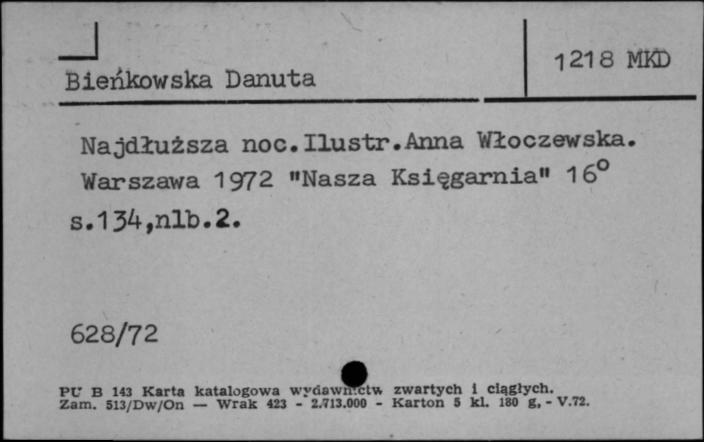 1218 MKD
Bieńkowska Danuta
Najdłuższa noc.Ilustr.Anna Włoczewska.
Warszawa 1972 "Nasza Księgarnia" 16°
s.134,nlb.2.
628/72
PU B 143 Karta katalogowa wydawnictw zwartych i ciągłych.
Zam. 513/Dw/On — Wrak 423 - 2.713.000 - Karton 5 kl. 180 g, - V.72.